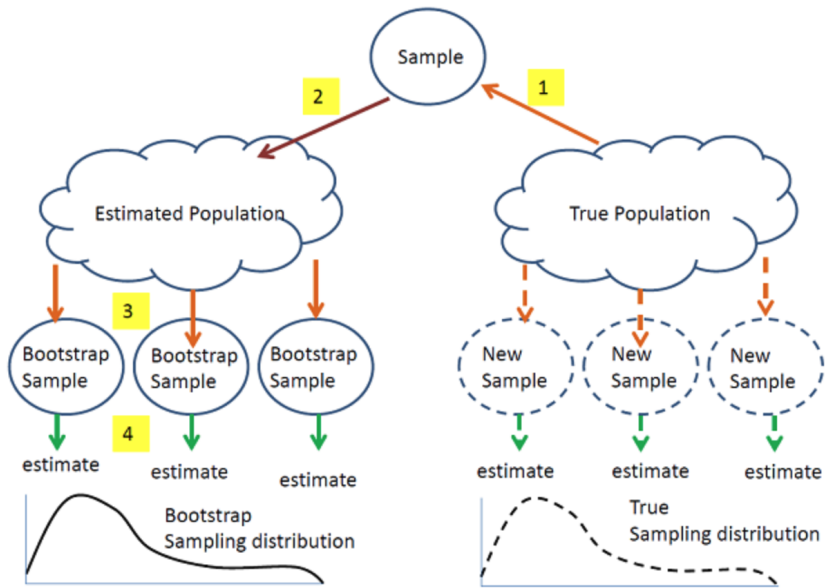 Sample
2
1
Estimated Population
True Population
3
Bootstrap
Sample
Bootstrap
Sample
Bootstrap
Sample
New
Sample
New
Sample
New
Sample
4
estimate
estimate
estimate
estimate
estimate
estimate
Bootstrap
Sampling distribution
True
Sampling distribution